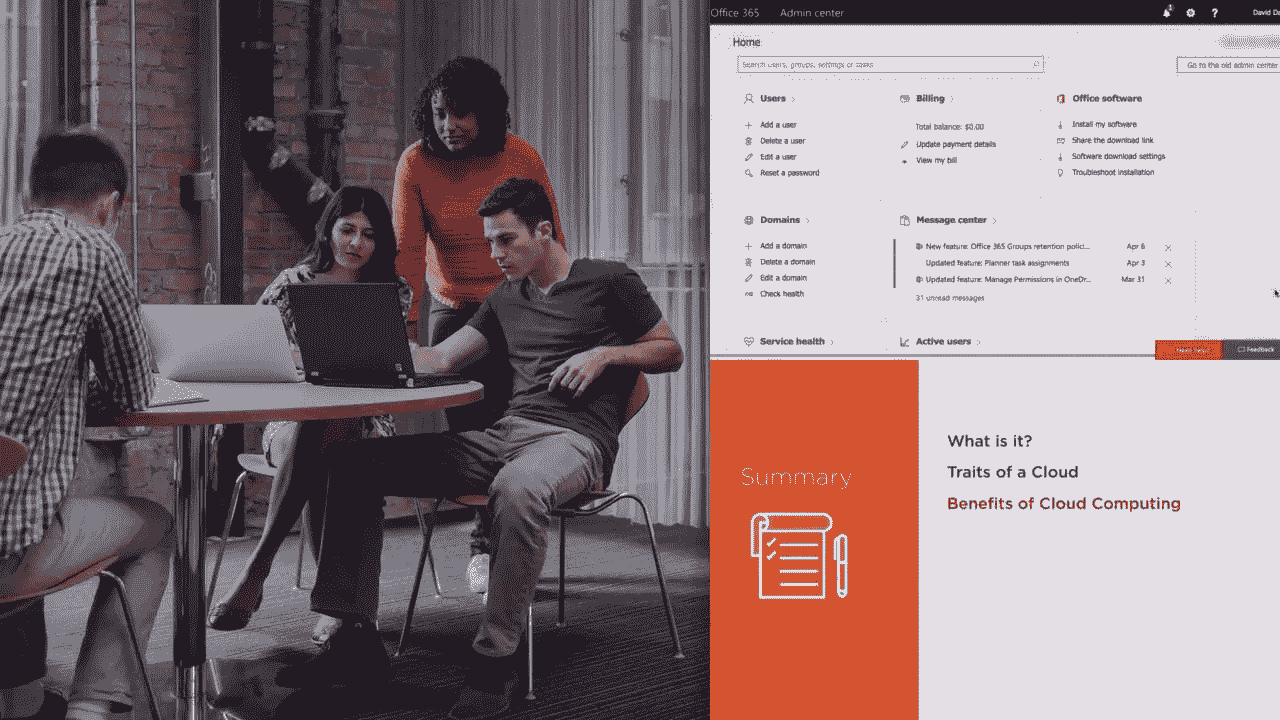 Office 365 Admin center
David D
Home
Search users, groups, settings or tasks
Go to the old admin center
Users
Add a user
Delete a user
Edit a user
Reset a password
Billing
Total balance: $0.00
Update payment details
View my bill
Office software
Install my software
Share the download link
Software download settings
Troubleshoot installation
Domains
Add a domain
Delete a domain
Edit a domain
Check health
Message center
New feature: Office 365 Groups retention polici... Apr 6
Updated feature: Planner task assignments Apr 3
Updated feature: Manage Permissions in OneDr... Mar 31
31 unread messages
Service health
Active users
Feedback
Summary
What is it?
Traits of a Cloud
Benefits of Cloud Computing